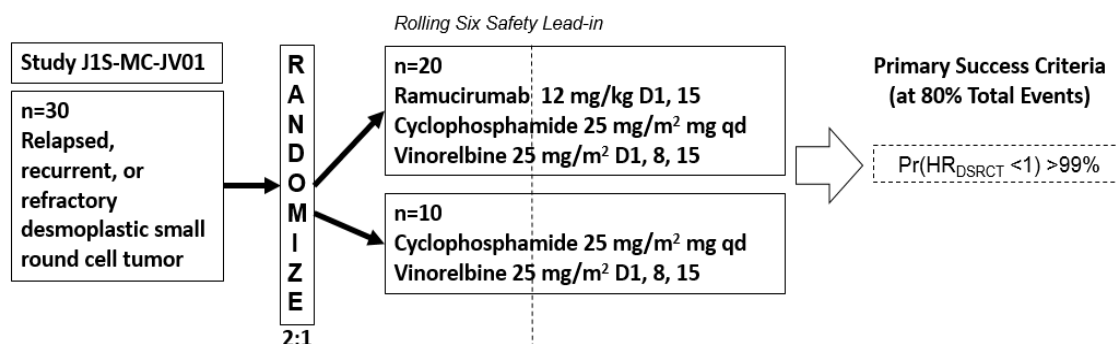 Rolling Six Safety Lead-in
Study J1S-MC-JV01
n=30
Relapsed,
recurrent, or
refractory
desmoplastic small
round cell tumor
R
A
N
D
O
M
I
Z
E
2:1
n=20
Ramucirumab 12 mg/kg D1, 15
Cyclophosphamide 25 mg/m² mg qd
Vinorelbine 25 mg/m² D1, 8, 15
n=10
Cyclophosphamide 25 mg/m² mg qd
Vinorelbine 25 mg/m² D1, 8, 15
Primary Success Criteria
(at 80% Total Events)
Pr(HR_DSRCT <1) >99%